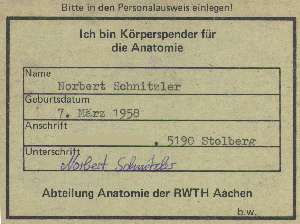 Bitte in den Personalausweis einlegen!
Ich bin Körperspender für
die Anatomie
Name
Norbert Schnitzler
Geburtsdatum
7. März 1958
Anschrift
, 5190 Stolberg
Unterschrift
Norbert Schnitzler
Abteilung Anatomie der RWTH Aachen
b.w.